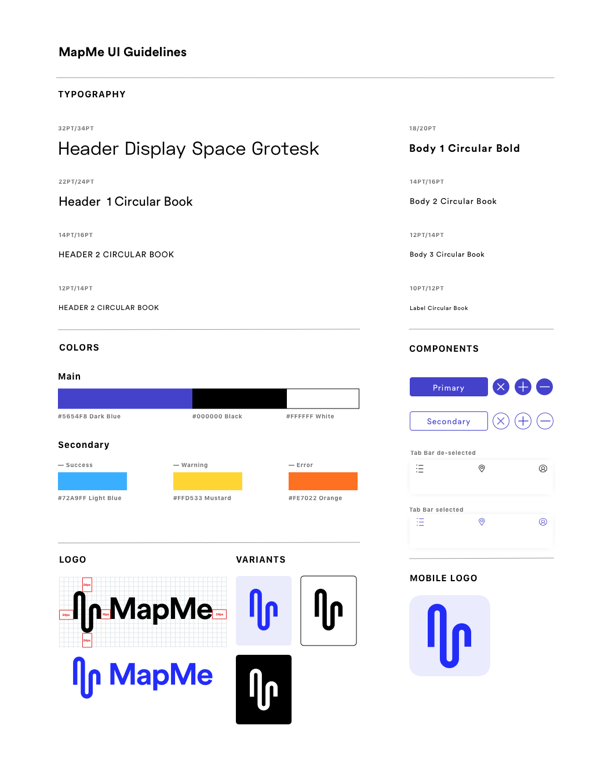 MapMe UI Guidelines
TYPOGRAPHY
32PT/34PT
Header Display Space Grotesk
22PT/24PT
Header 1 Circular Book
14PT/16PT
HEADER 2 CIRCULAR BOOK
12PT/14PT
HEADER 2 CIRCULAR BOOK
18/20PT
Body 1 Circular Bold
14PT/16PT
Body 2 Circular Book
12PT/14PT
Body 3 Circular Book
10PT/12PT
Label Circular Book
COLORS
Main
#5654F8 Dark Blue
#000000 Black
#FFFFFF White
Secondary
— Success
— Warning
— Error
#72A9FF Light Blue
#FFD533 Mustard
#FE7022 Orange
COMPONENTS
Primary
Secondary
Tab Bar de-selected
Tab Bar selected
LOGO
MapMe
MapMe
VARIANTS
MOBILE LOGO